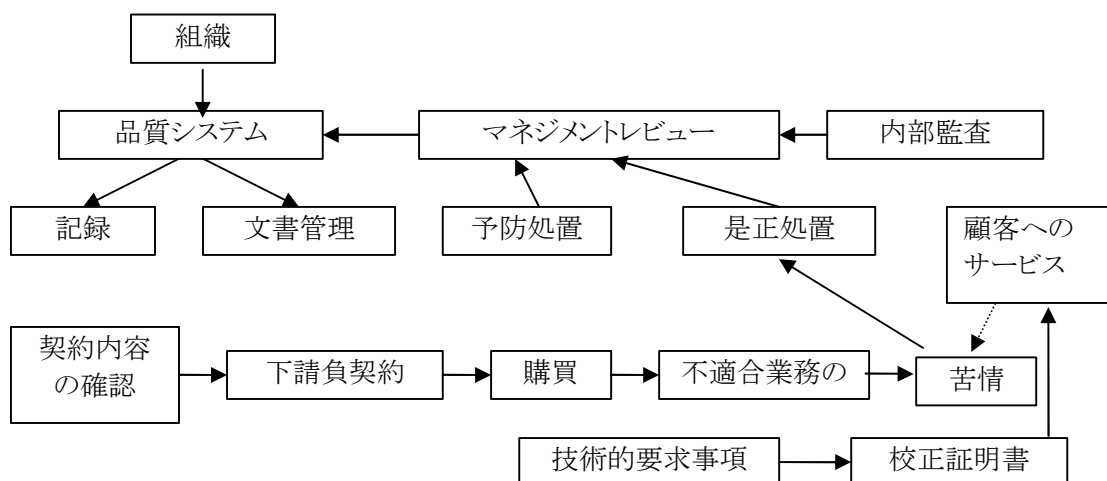 組織
品質システム
マネジメントレビュー
内部監査
記録
文書管理
予防処置
是正処置
顧客への
サービス
契約内容
の確認
下請負契約
購買
不適合業務の
苦情
技術的要求事項
校正証明書